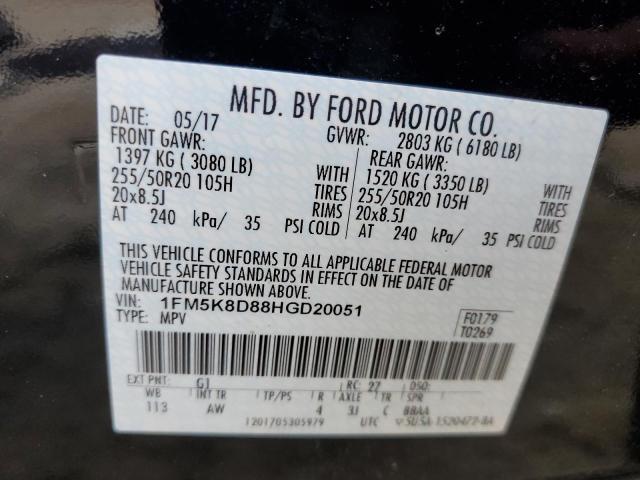 MFD. BY FORD MOTOR CO.
DATE: 05/17 GVWR: 2803 KG ( 6180 LB)
FRONT GAWR: REAR GAWR:
1397 KG ( 3080 LB) WITH 1520 KG ( 3350 LB) WITH
255/50R20 105H TIRES 255/50R20 105H TIRES
20x8.5J RIMS 20x8.5J RIMS
AT 240 kPa/ 35 PSI COLD AT 240 kPa/ 35 PSI COLD
THIS VEHICLE CONFORMS TO ALL APPLICABLE FEDERAL MOTOR
VEHICLE SAFETY STANDARDS IN EFFECT ON THE DATE OF
MANUFACTURE SHOWN ABOVE.
VIN: 1FM5K8D88HGD20051 F0179
TYPE: MPV T0269
EXT PNT: G1 RC: 27 DSO:
WB INT TR TP/PS R AXLE TR SPR
113 AW 4 3J C BBAA
1201705305979 UTC